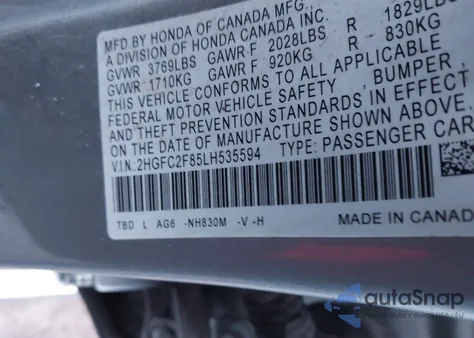 MFD BY HONDA OF CANADA MFG.
A DIVISION OF HONDA CANADA INC.
GVWR 3769LBS GAWR F 2028LBS R 1829LBS
GVWR 1710KG GAWR F 920KG R - 830KG
THIS VEHICLE CONFORMS TO ALL APPLICABLE
FEDERAL MOTOR VEHICLE SAFETY, BUMPER,
AND THEFT PREVENTION STANDARDS IN EFFECT
ON THE DATE OF MANUFACTURE SHOWN ABOVE.
V.I.N.:2HGFC2F85LH535594 TYPE: PASSENGER CAR
TBD L AG6 -NH830M -V -H
MADE IN CANAD
autaSnap